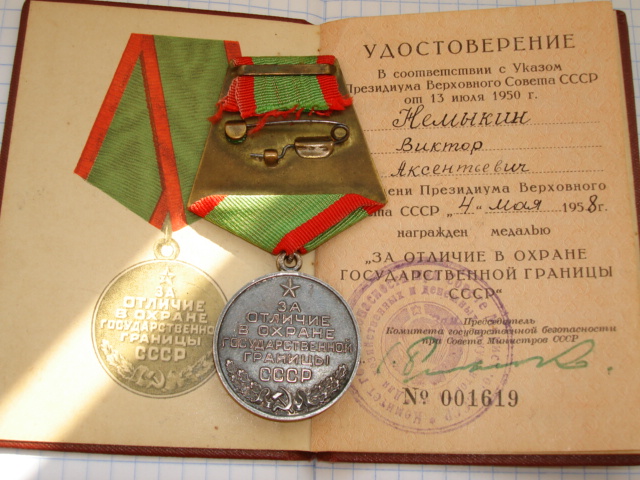 УДОСТОВЕРЕНИЕ
В соответствии с Указом
Президиума Верховного Совета СССР
от 13 июля 1950 г.
Немыкин
Виктор
Аксентьевич
Президиума Верховного
СССР „4“ мая 1958г.
награжден медалью
„ЗА ОТЛИЧИЕ В ОХРАНЕ
ГОСУДАРСТВЕННОЙ ГРАНИЦЫ
СССР“
Председатель
Комитета государственной безопасности
при Совете Министров СССР
№ 001619
ЗА
ОТЛИЧИЕ
В ОХРАНЕ
ГОСУДАРСТВЕННО
ГРАНИЦЫ
СССР
ЗА
ОТЛИЧИЕ
В ОХРАНЕ
ГОСУДАРСТВЕННОЙ
ГРАНИЦЫ
СССР